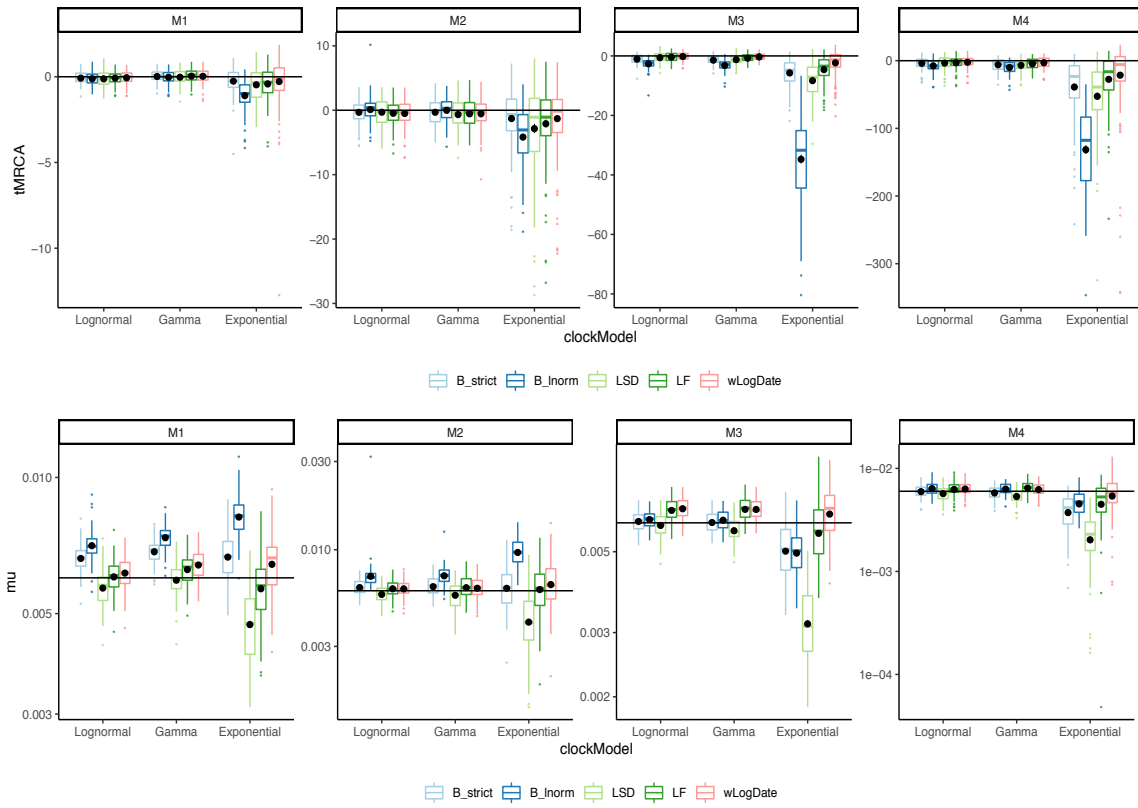 M1 M2 M3 M4
tMRCA
0 −5 −10
10 0 −10 −20 −30
0 −20 −40 −60 −80
0 −100 −200 −300
Lognormal Gamma Exponential Lognormal Gamma Exponential Lognormal Gamma Exponential Lognormal Gamma Exponential
clockModel
B_strict B_lnorm LSD LF wLogDate
M1 M2 M3 M4
mu
0.010 0.005 0.003
0.030 0.010 0.003
0.005 0.003 0.002
1e−02 1e−03 1e−04
Lognormal Gamma Exponential Lognormal Gamma Exponential Lognormal Gamma Exponential Lognormal Gamma Exponential
clockModel
B_strict B_lnorm LSD LF wLogDate